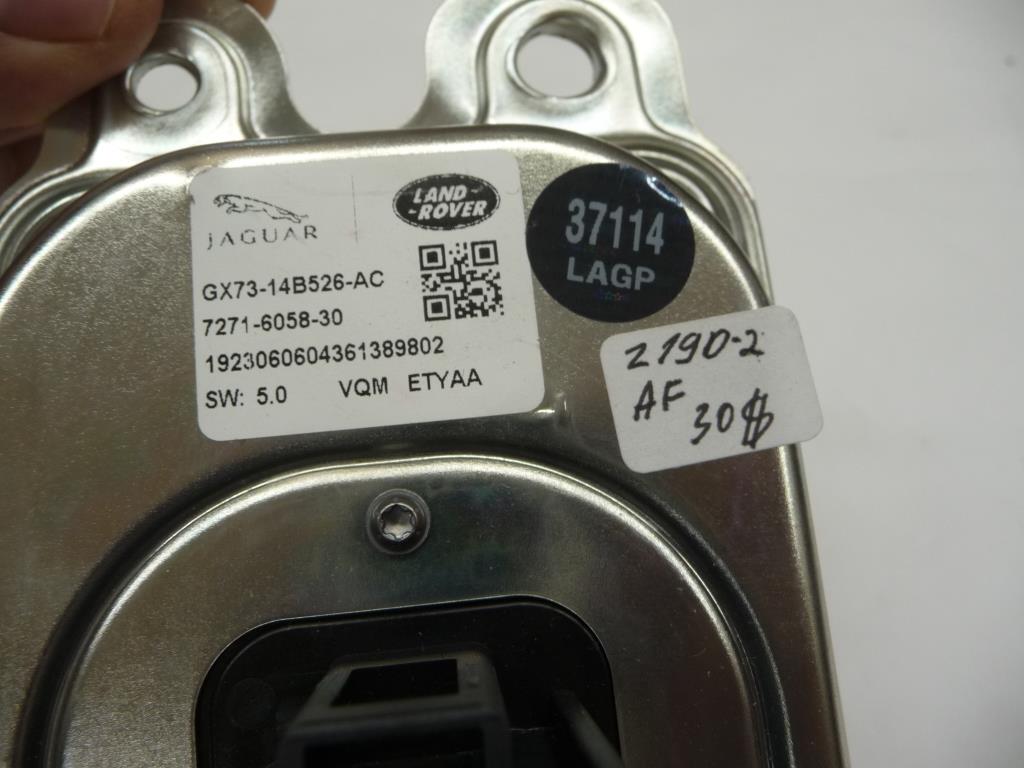 JAGUAR
LAND-
-ROVER
GX73-14B526-AC
7271-6058-30
1923060604361389802
SW: 5.0 VQM ETYAA
37114
LAGP
2190-2
AF
30$